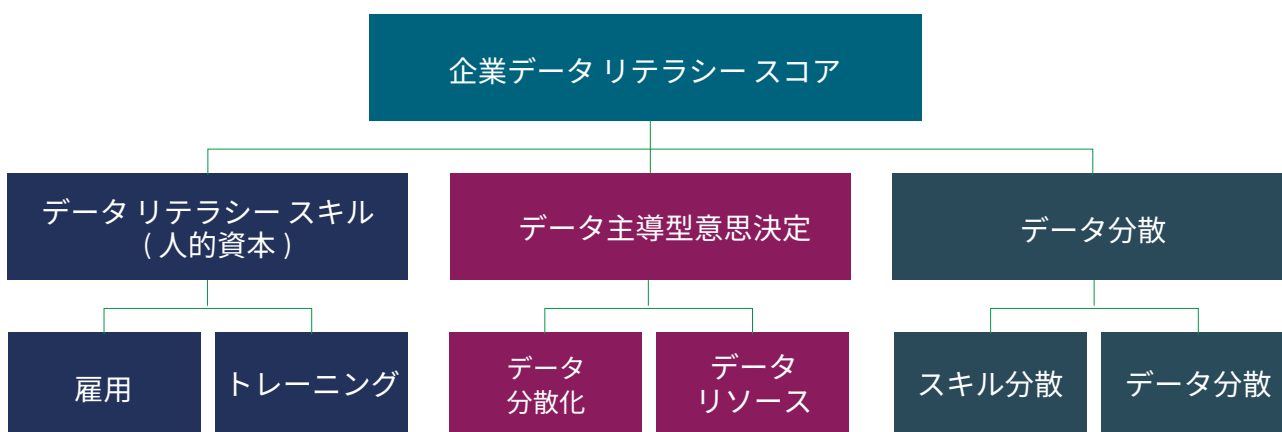 企業データ リテラシー スコア
データ リテラシー スキル
( 人的資本 )
データ主導型意思決定
データ分散
雇用
トレーニング
データ
分散化
データ
リソース
スキル分散
データ分散